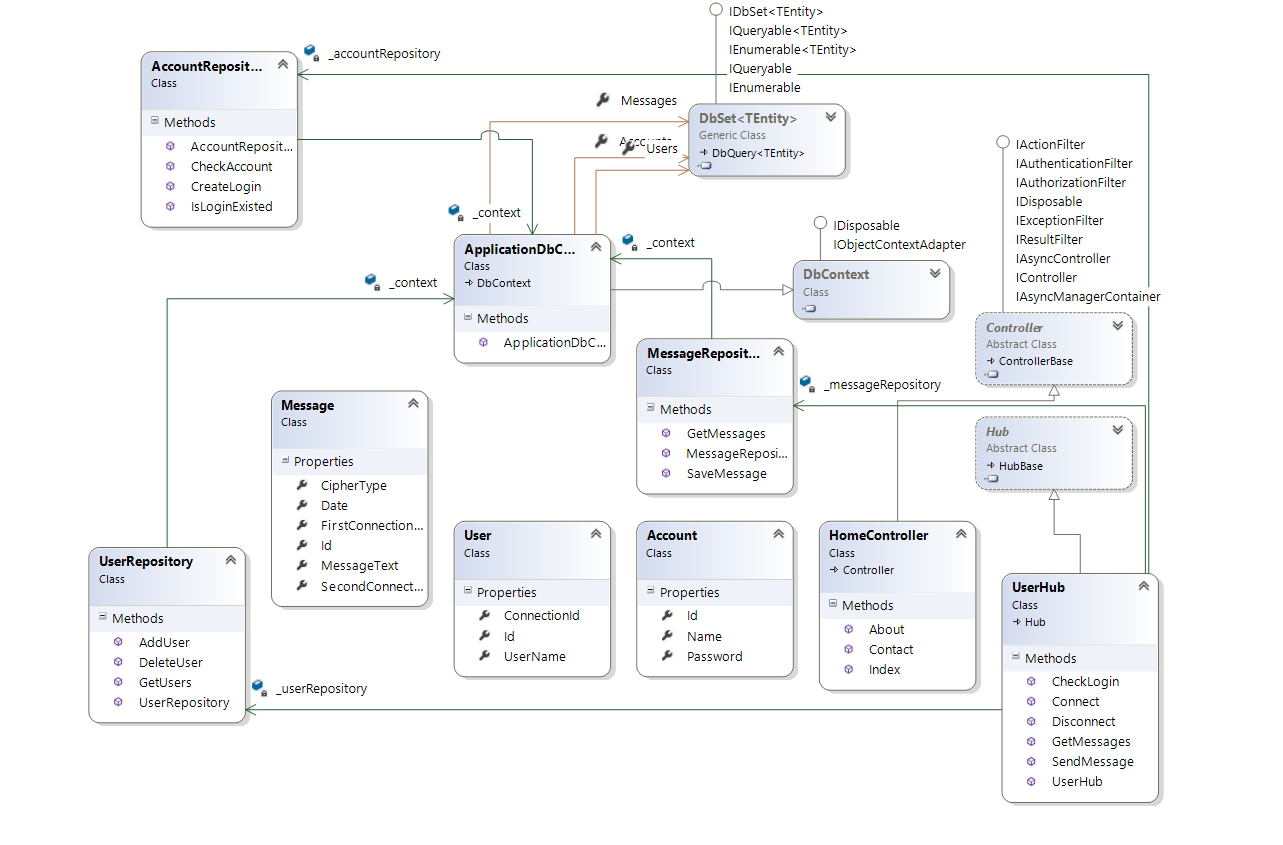 IDbSet<TEntity>
IQueryable<TEntity>
IEnumerable<TEntity>
IQueryable
IEnumerable
_accountRepository
AccountReposit...
Class
Methods
AccountReposit...
CheckAccount
CreateLogin
IsLoginExisted
Messages
Accounts
Users
DbSet<TEntity>
Generic Class
DbQuery<TEntity>
IActionFilter
IAuthenticationFilter
IAuthorizationFilter
IDisposable
IExceptionFilter
IResultFilter
IAsyncController
IController
IAsyncManagerContainer
_context
_context
_context
ApplicationDbC...
Class
DbContext
Methods
ApplicationDbC...
IDisposable
IObjectContextAdapter
DbContext
Class
Controller
Abstract Class
ControllerBase
MessageReposit...
Class
Methods
GetMessages
MessageReposi...
SaveMessage
_messageRepository
Message
Class
Properties
CipherType
Date
FirstConnection...
Id
MessageText
SecondConnect...
Hub
Abstract Class
HubBase
UserRepository
Class
Methods
AddUser
DeleteUser
GetUsers
UserRepository
_userRepository
User
Class
Properties
ConnectionId
Id
UserName
Account
Class
Properties
Id
Name
Password
HomeController
Class
Controller
Methods
About
Contact
Index
UserHub
Class
Hub
Methods
CheckLogin
Connect
Disconnect
GetMessages
SendMessage
UserHub